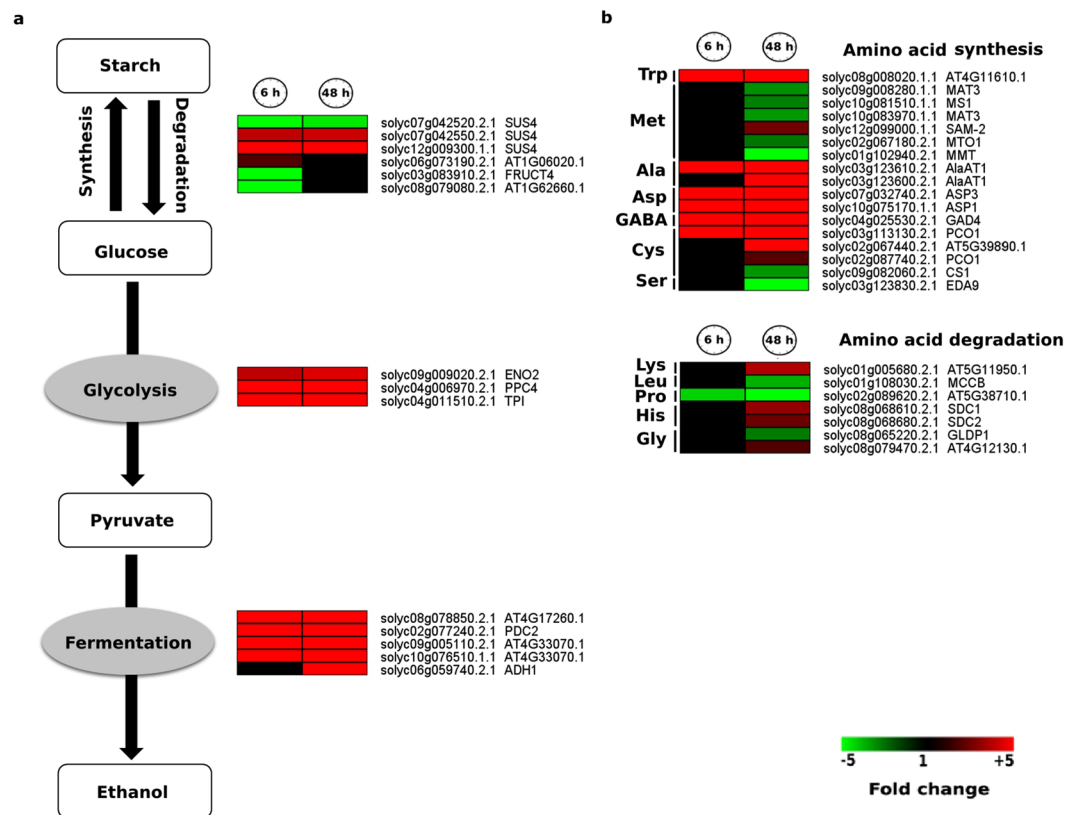 a
Starch
Synthesis
Degradation
6 h 48 h
solyc07g042520.2.1 SUS4
solyc07g042550.2.1 SUS4
solyc12g009300.1.1 SUS4
solyc06g073190.2.1 AT1G06020.1
solyc03g083910.2.1 FRUCT4
solyc08g079080.2.1 AT1G62660.1
Glucose
Glycolysis
solyc09g009020.2.1 ENO2
solyc04g006970.2.1 PPC4
solyc04g011510.2.1 TPI
Pyruvate
Fermentation
solyc08g078850.2.1 AT4G17260.1
solyc02g077240.2.1 PDC2
solyc09g005110.2.1 AT4G33070.1
solyc10g076510.1.1 AT4G33070.1
solyc06g059740.2.1 ADH1
Ethanol
b
6 h 48 h Amino acid synthesis
Trp solyc08g008020.1.1 AT4G11610.1
solyc09g008280.1.1 MAT3
solyc10g081510.1.1 MS1
Met solyc10g083970.1.1 MAT3
solyc12g099000.1.1 SAM-2
solyc02g067180.2.1 MTO1
solyc01g102940.2.1 MMT
Ala solyc03g123610.2.1 AlaAT1
solyc03g123600.2.1 AlaAT1
Asp solyc07g032740.2.1 ASP3
solyc10g075170.1.1 ASP1
GABA solyc04g025530.2.1 GAD4
solyc03g113130.2.1 PCO1
Cys solyc02g067440.2.1 AT5G39890.1
solyc02g087740.2.1 PCO1
solyc09g082060.2.1 CS1
Ser solyc03g123830.2.1 EDA9
6 h 48 h Amino acid degradation
Lys solyc01g005680.2.1 AT5G11950.1
Leu solyc01g108030.2.1 MCCB
Pro solyc02g089620.2.1 AT5G38710.1
His solyc08g068610.2.1 SDC1
solyc08g068680.2.1 SDC2
Gly solyc08g065220.2.1 GLDP1
solyc08g079470.2.1 AT4G12130.1
-5 1 +5
Fold change